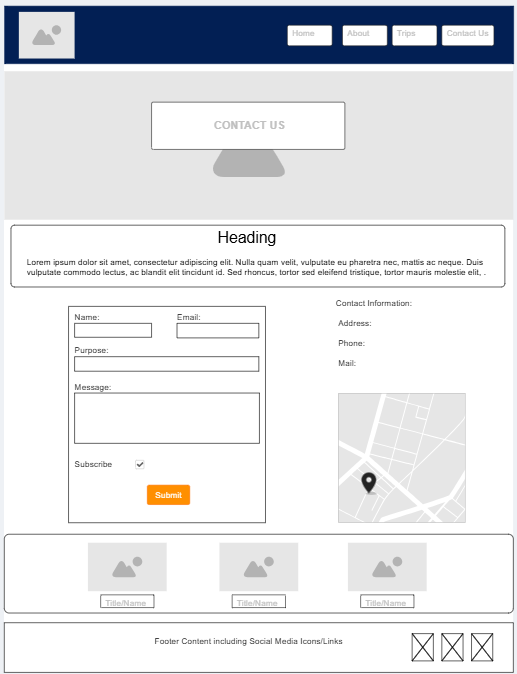 Home About Trips Contact Us
CONTACT US
Heading
Lorem ipsum dolor sit amet, consectetur adipiscing elit. Nulla quam velit, vulputate eu pharetra nec, mattis ac neque. Duis
vulputate commodo lectus, ac blandit elit tincidunt id. Sed rhoncus, tortor sed eleifend tristique, tortor mauris molestie elit, .
Name: Email:
Purpose:
Message:
Subscribe
Submit
Contact Information:
Address:
Phone:
Mail:
Title/Name Title/Name Title/Name
Footer Content including Social Media Icons/Links